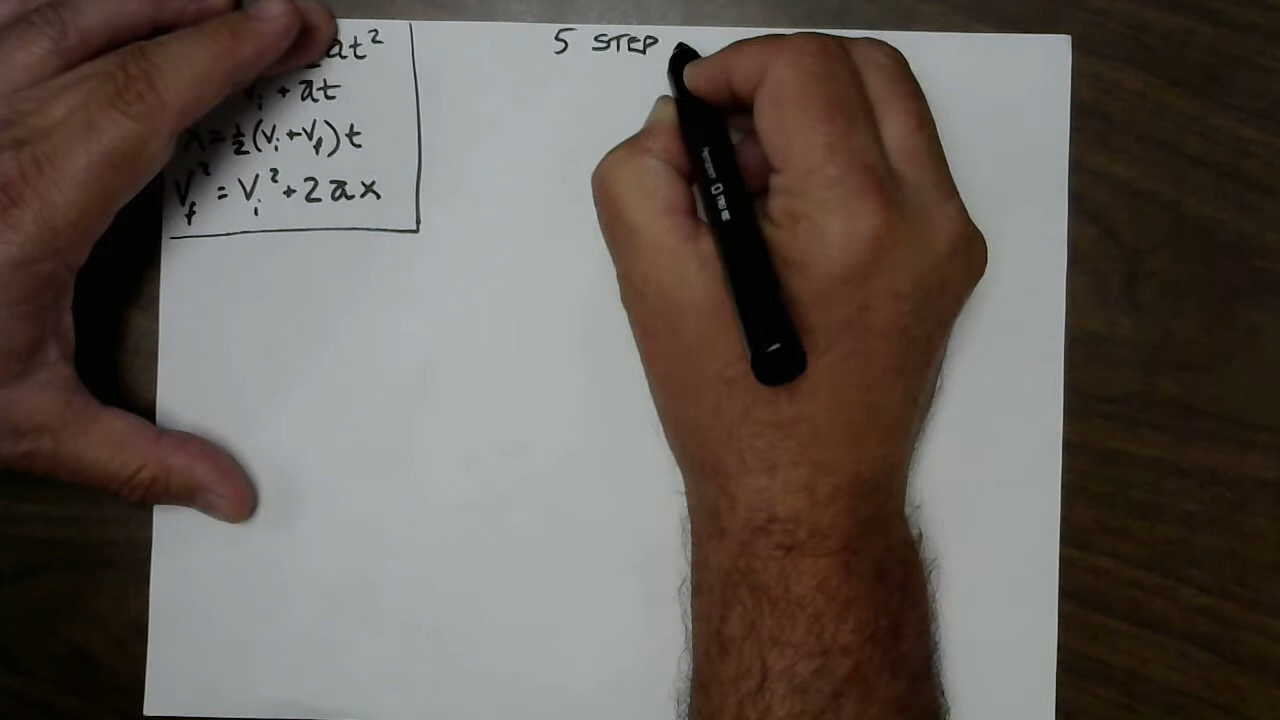 at²
+ at
x = ½(Vᵢ + V_f)t
V_f² = Vᵢ² + 2ax
5 STEP